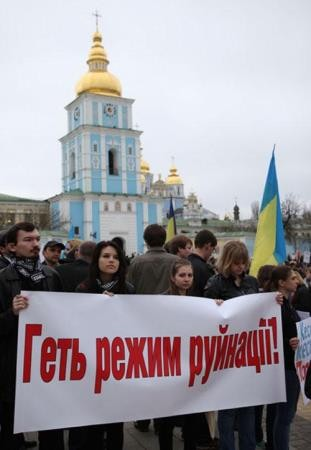 Геть режим руйнації!